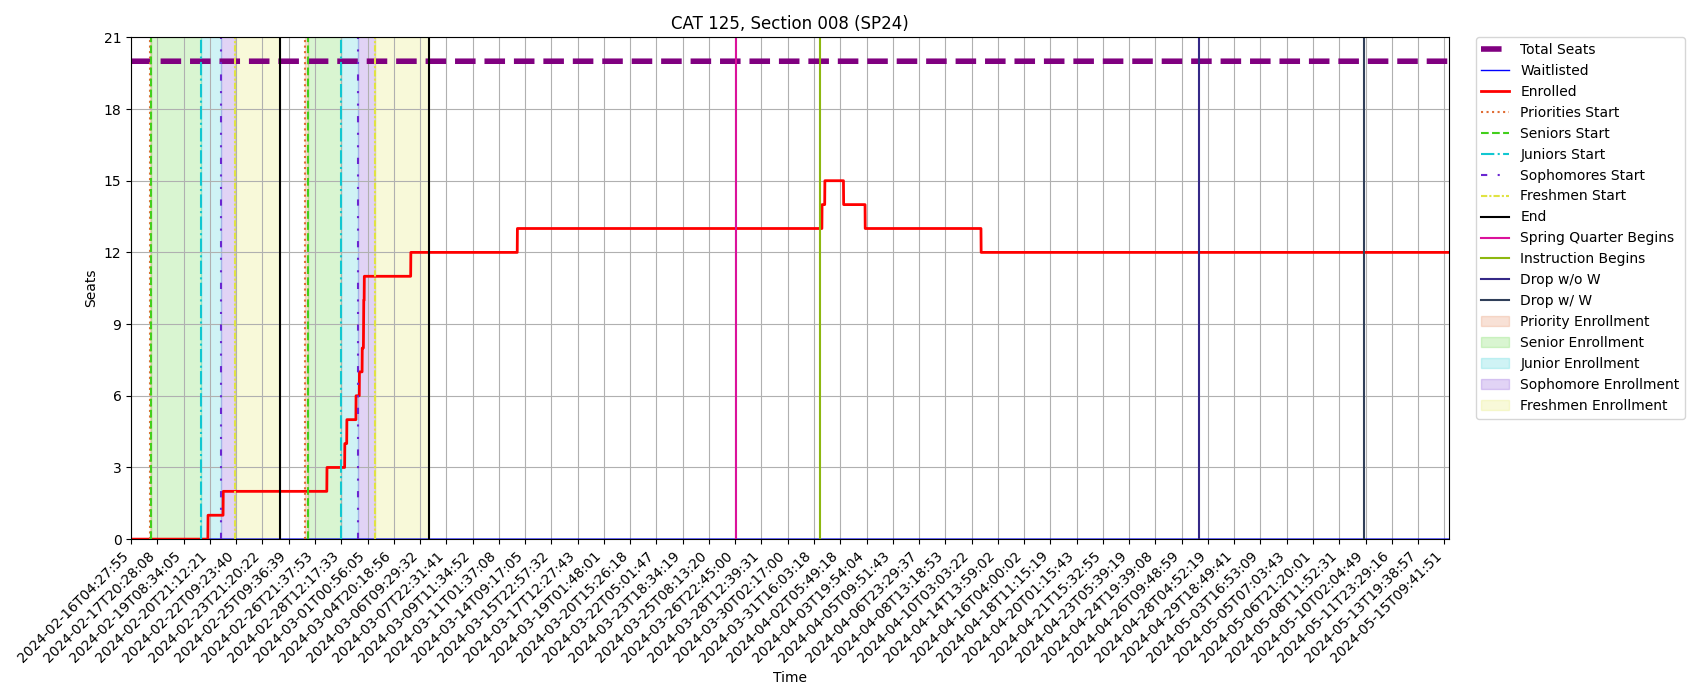 CAT 125, Section 008 (SP24)
21
18
15
12
9
6
3
0
Seats
2024-02-16T04:27:55
2024-02-17T20:28:08
2024-02-19T08:34:05
2024-02-20T21:12:21
2024-02-22T09:23:40
2024-02-23T21:20:22
2024-02-25T09:36:39
2024-02-26T21:37:53
2024-02-28T12:17:33
2024-03-01T00:56:05
2024-03-04T20:18:56
2024-03-06T09:29:32
2024-03-07T22:31:41
2024-03-11T01:34:52
2024-03-12T01:37:08
2024-03-14T09:17:05
2024-03-15T22:57:32
2024-03-17T12:27:43
2024-03-19T01:48:01
2024-03-20T15:26:18
2024-03-22T05:01:47
2024-03-23T18:34:19
2024-03-25T08:13:20
2024-03-26T22:45:00
2024-03-28T12:39:31
2024-03-30T02:17:00
2024-03-31T16:03:18
2024-04-02T05:49:18
2024-04-03T19:54:04
2024-04-05T09:51:43
2024-04-06T23:29:37
2024-04-08T13:18:53
2024-04-10T03:03:22
2024-04-14T13:59:02
2024-04-16T04:00:02
2024-04-18T11:15:19
2024-04-20T01:15:43
2024-04-21T15:32:55
2024-04-23T05:39:19
2024-04-24T19:39:08
2024-04-26T09:48:59
2024-04-28T04:52:19
2024-04-29T18:49:41
2024-05-03T16:53:09
2024-05-05T07:03:43
2024-05-06T21:20:01
2024-05-08T11:52:31
2024-05-10T02:04:49
2024-05-11T23:29:16
2024-05-13T19:38:57
2024-05-15T09:41:51
Time
Total Seats
Waitlisted
Enrolled
Priorities Start
Seniors Start
Juniors Start
Sophomores Start
Freshmen Start
End
Spring Quarter Begins
Instruction Begins
Drop w/o W
Drop w/ W
Priority Enrollment
Senior Enrollment
Junior Enrollment
Sophomore Enrollment
Freshmen Enrollment